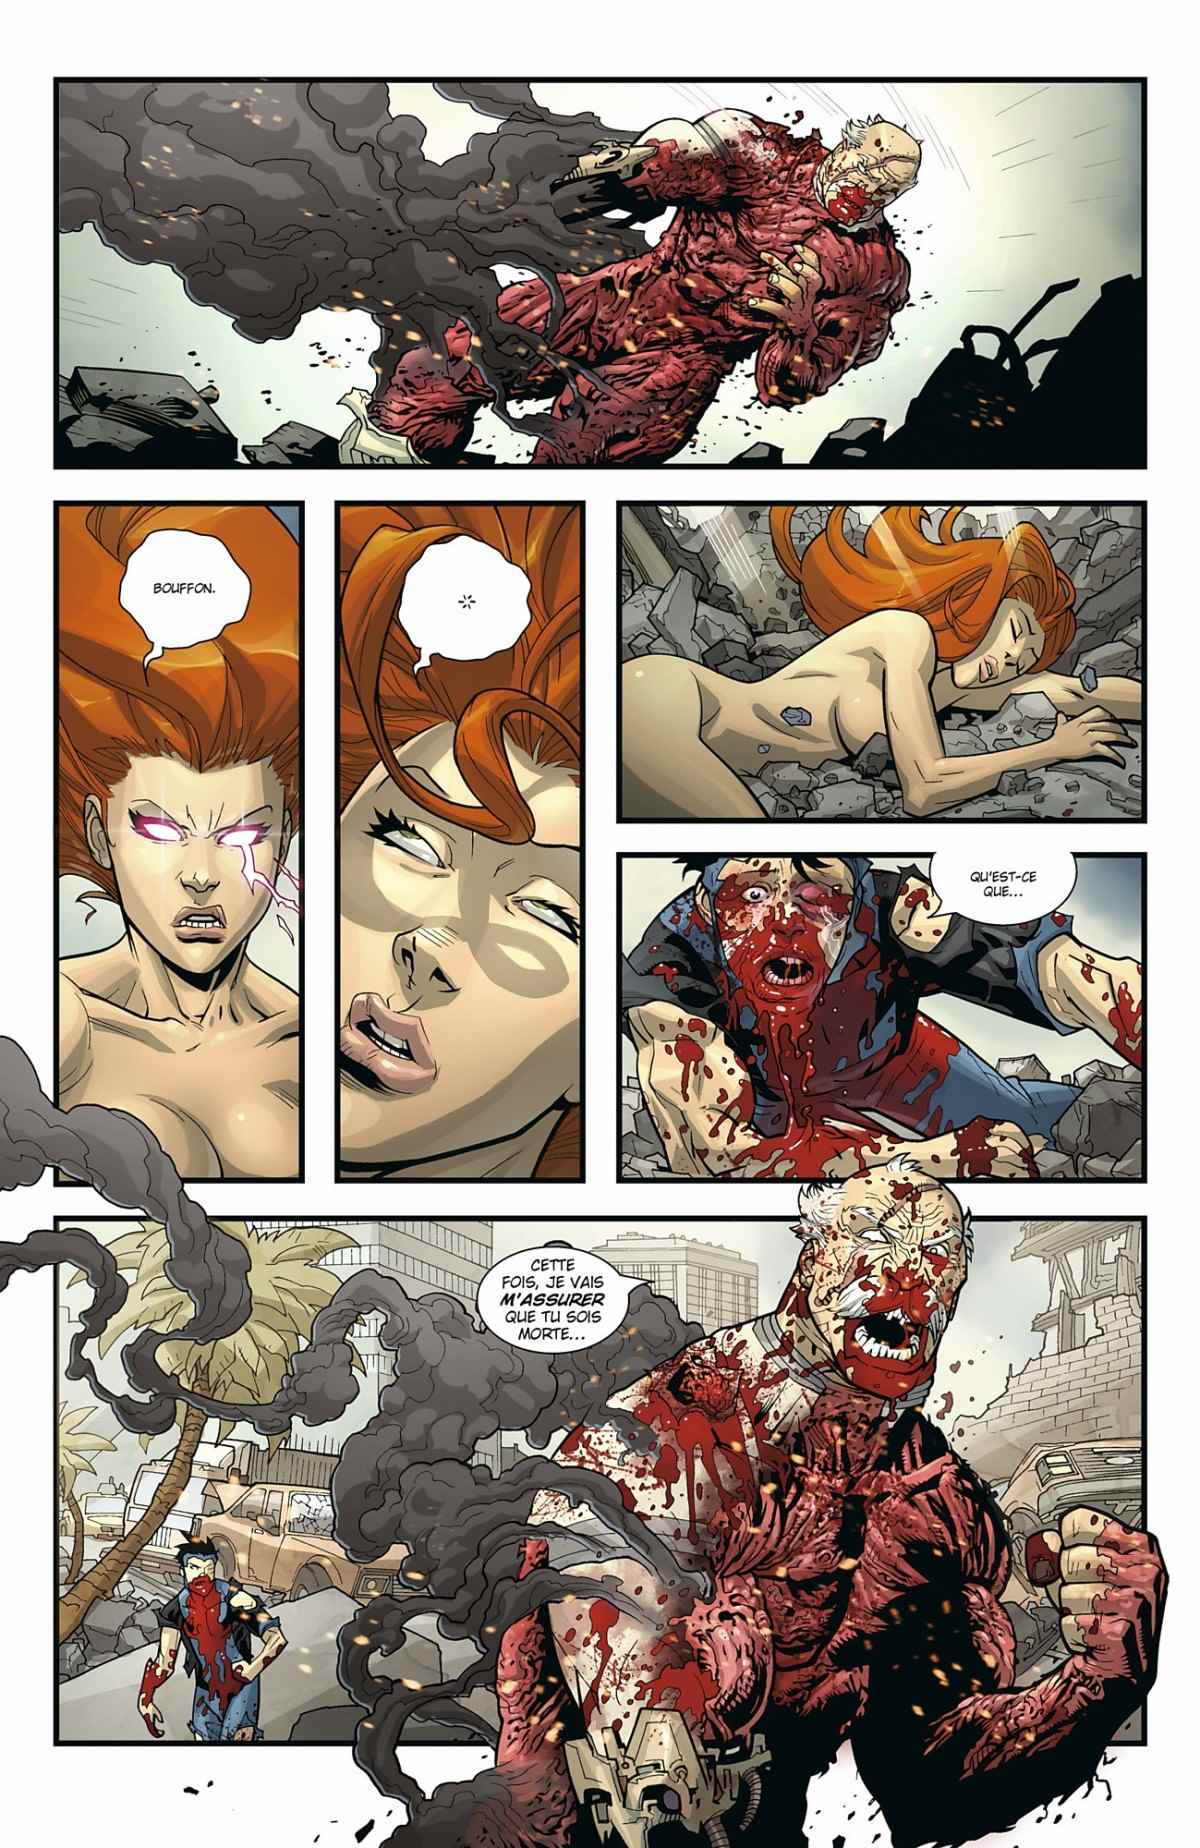 BOUFFON.
QU'EST-CE
QUE...
CETTE
FOIS, JE VAIS
M'ASSURER
QUE TU SOIS
MORTE...